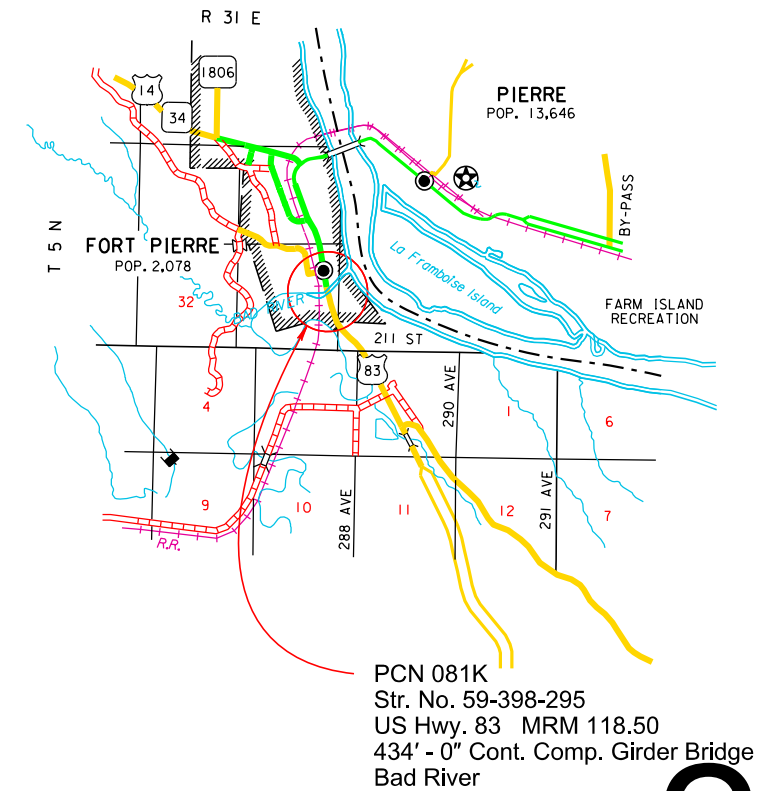 R 31 E
1806
14
34
PIERRE
POP. 13,646
BY-PASS
T 5 N
FORT PIERRE
POP. 2,078
La Framboise Island
32
BAD RIVER
FARM ISLAND
RECREATION
211 ST
83
290 AVE
4
1
6
9
10
288 AVE
11
12
291 AVE
7
R.R.
PCN 081K
Str. No. 59-398-295
US Hwy. 83 MRM 118.50
434' - 0" Cont. Comp. Girder Bridge
Bad River